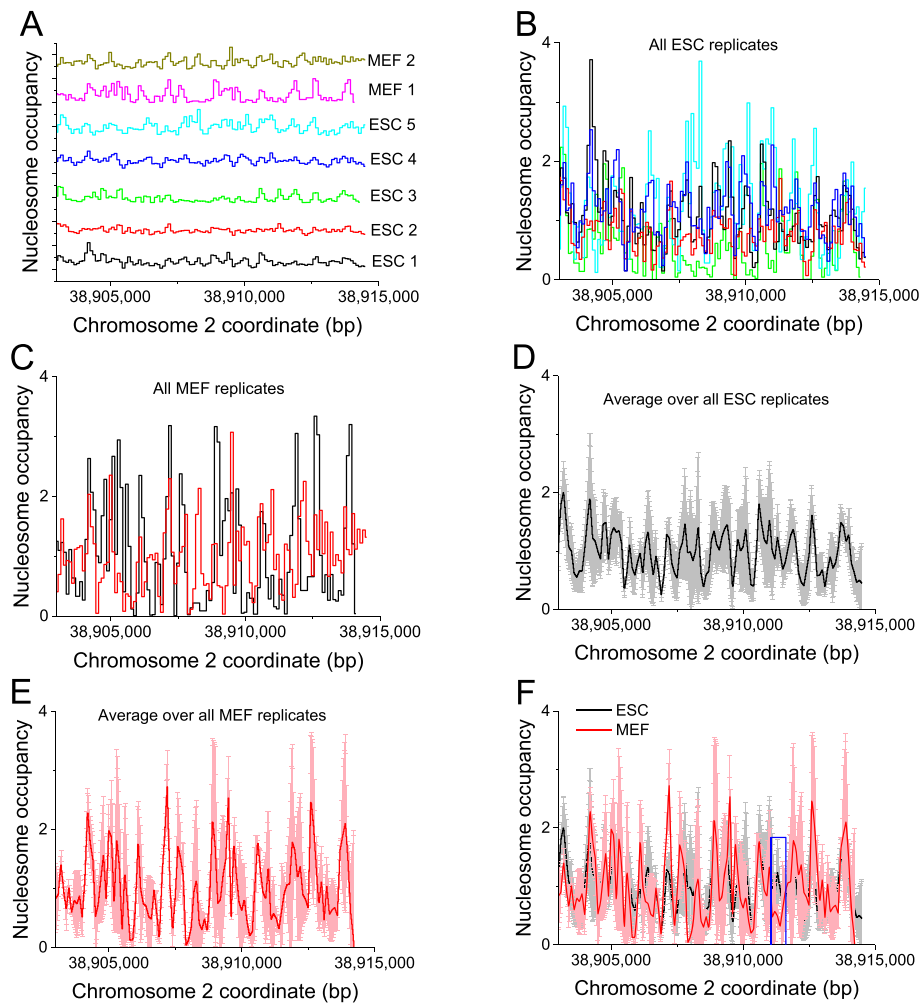 A
Nucleosome occupancy
MEF 2
MEF 1
ESC 5
ESC 4
ESC 3
ESC 2
ESC 1
38,905,000
38,910,000
38,915,000
Chromosome 2 coordinate (bp)
B
Nucleosome occupancy
All ESC replicates
4
2
0
38,905,000
38,910,000
38,915,000
Chromosome 2 coordinate (bp)
C
Nucleosome occupancy
All MEF replicates
4
2
0
38,905,000
38,910,000
38,915,000
Chromosome 2 coordinate (bp)
D
Nucleosome occupancy
Average over all ESC replicates
4
2
0
38,905,000
38,910,000
38,915,000
Chromosome 2 coordinate (bp)
E
Nucleosome occupancy
Average over all MEF replicates
4
2
0
38,905,000
38,910,000
38,915,000
Chromosome 2 coordinate (bp)
F
Nucleosome occupancy
ESC
MEF
4
2
0
38,905,000
38,910,000
38,915,000
Chromosome 2 coordinate (bp)